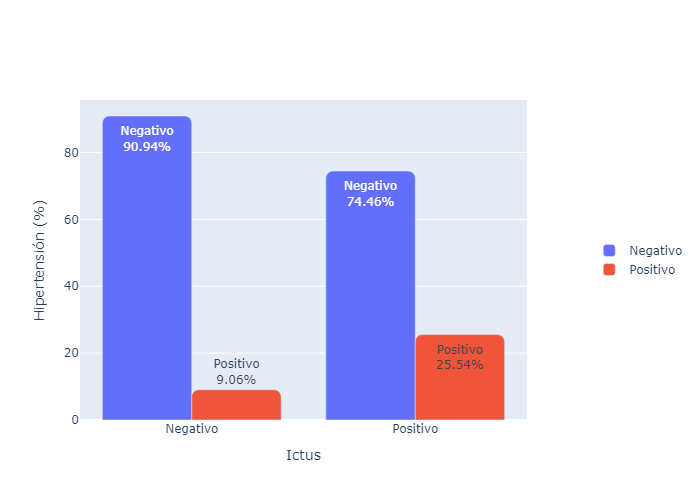 Negativo
90.94%
Negativo
74.46%
Positivo
9.06%
Positivo
25.54%
80
60
40
20
0
Hipertensión (%)
Negativo
Positivo
Ictus
Negativo
Positivo